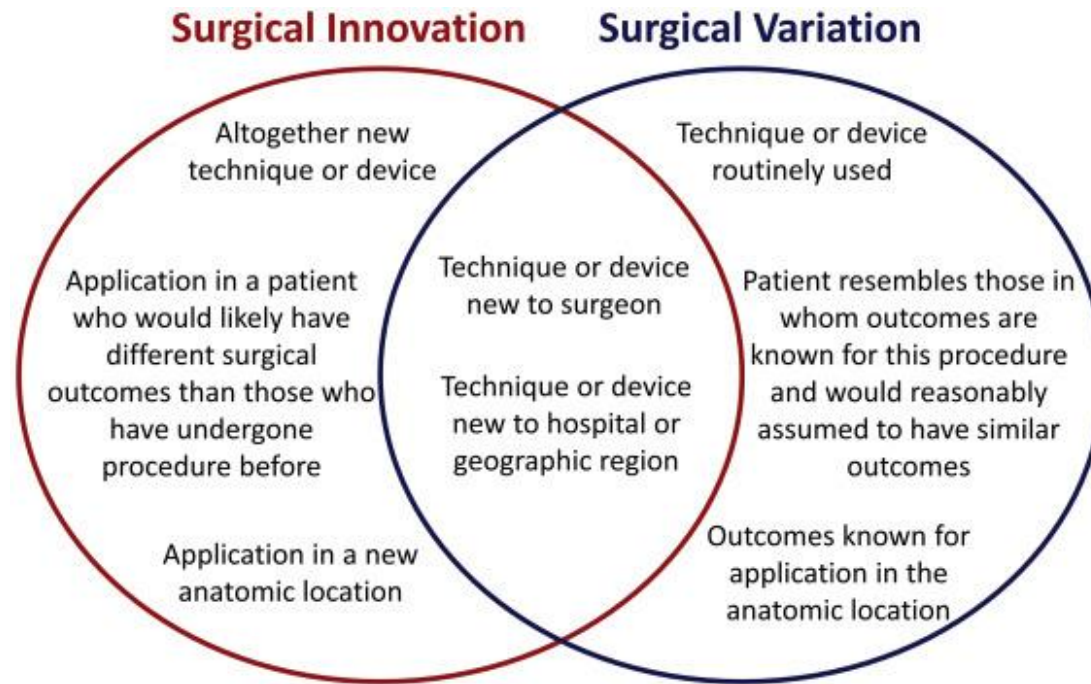 Surgical Innovation
Surgical Variation
Altogether new
technique or device
Application in a patient
who would likely have
different surgical
outcomes than those who
have undergone
procedure before
Application in a new
anatomic location
Technique or device
new to surgeon
Technique or device
new to hospital or
geographic region
Technique or device
routinely used
Patient resembles those in
whom outcomes are
known for this procedure
and would reasonably
assumed to have similar
outcomes
Outcomes known for
application in the
anatomic location